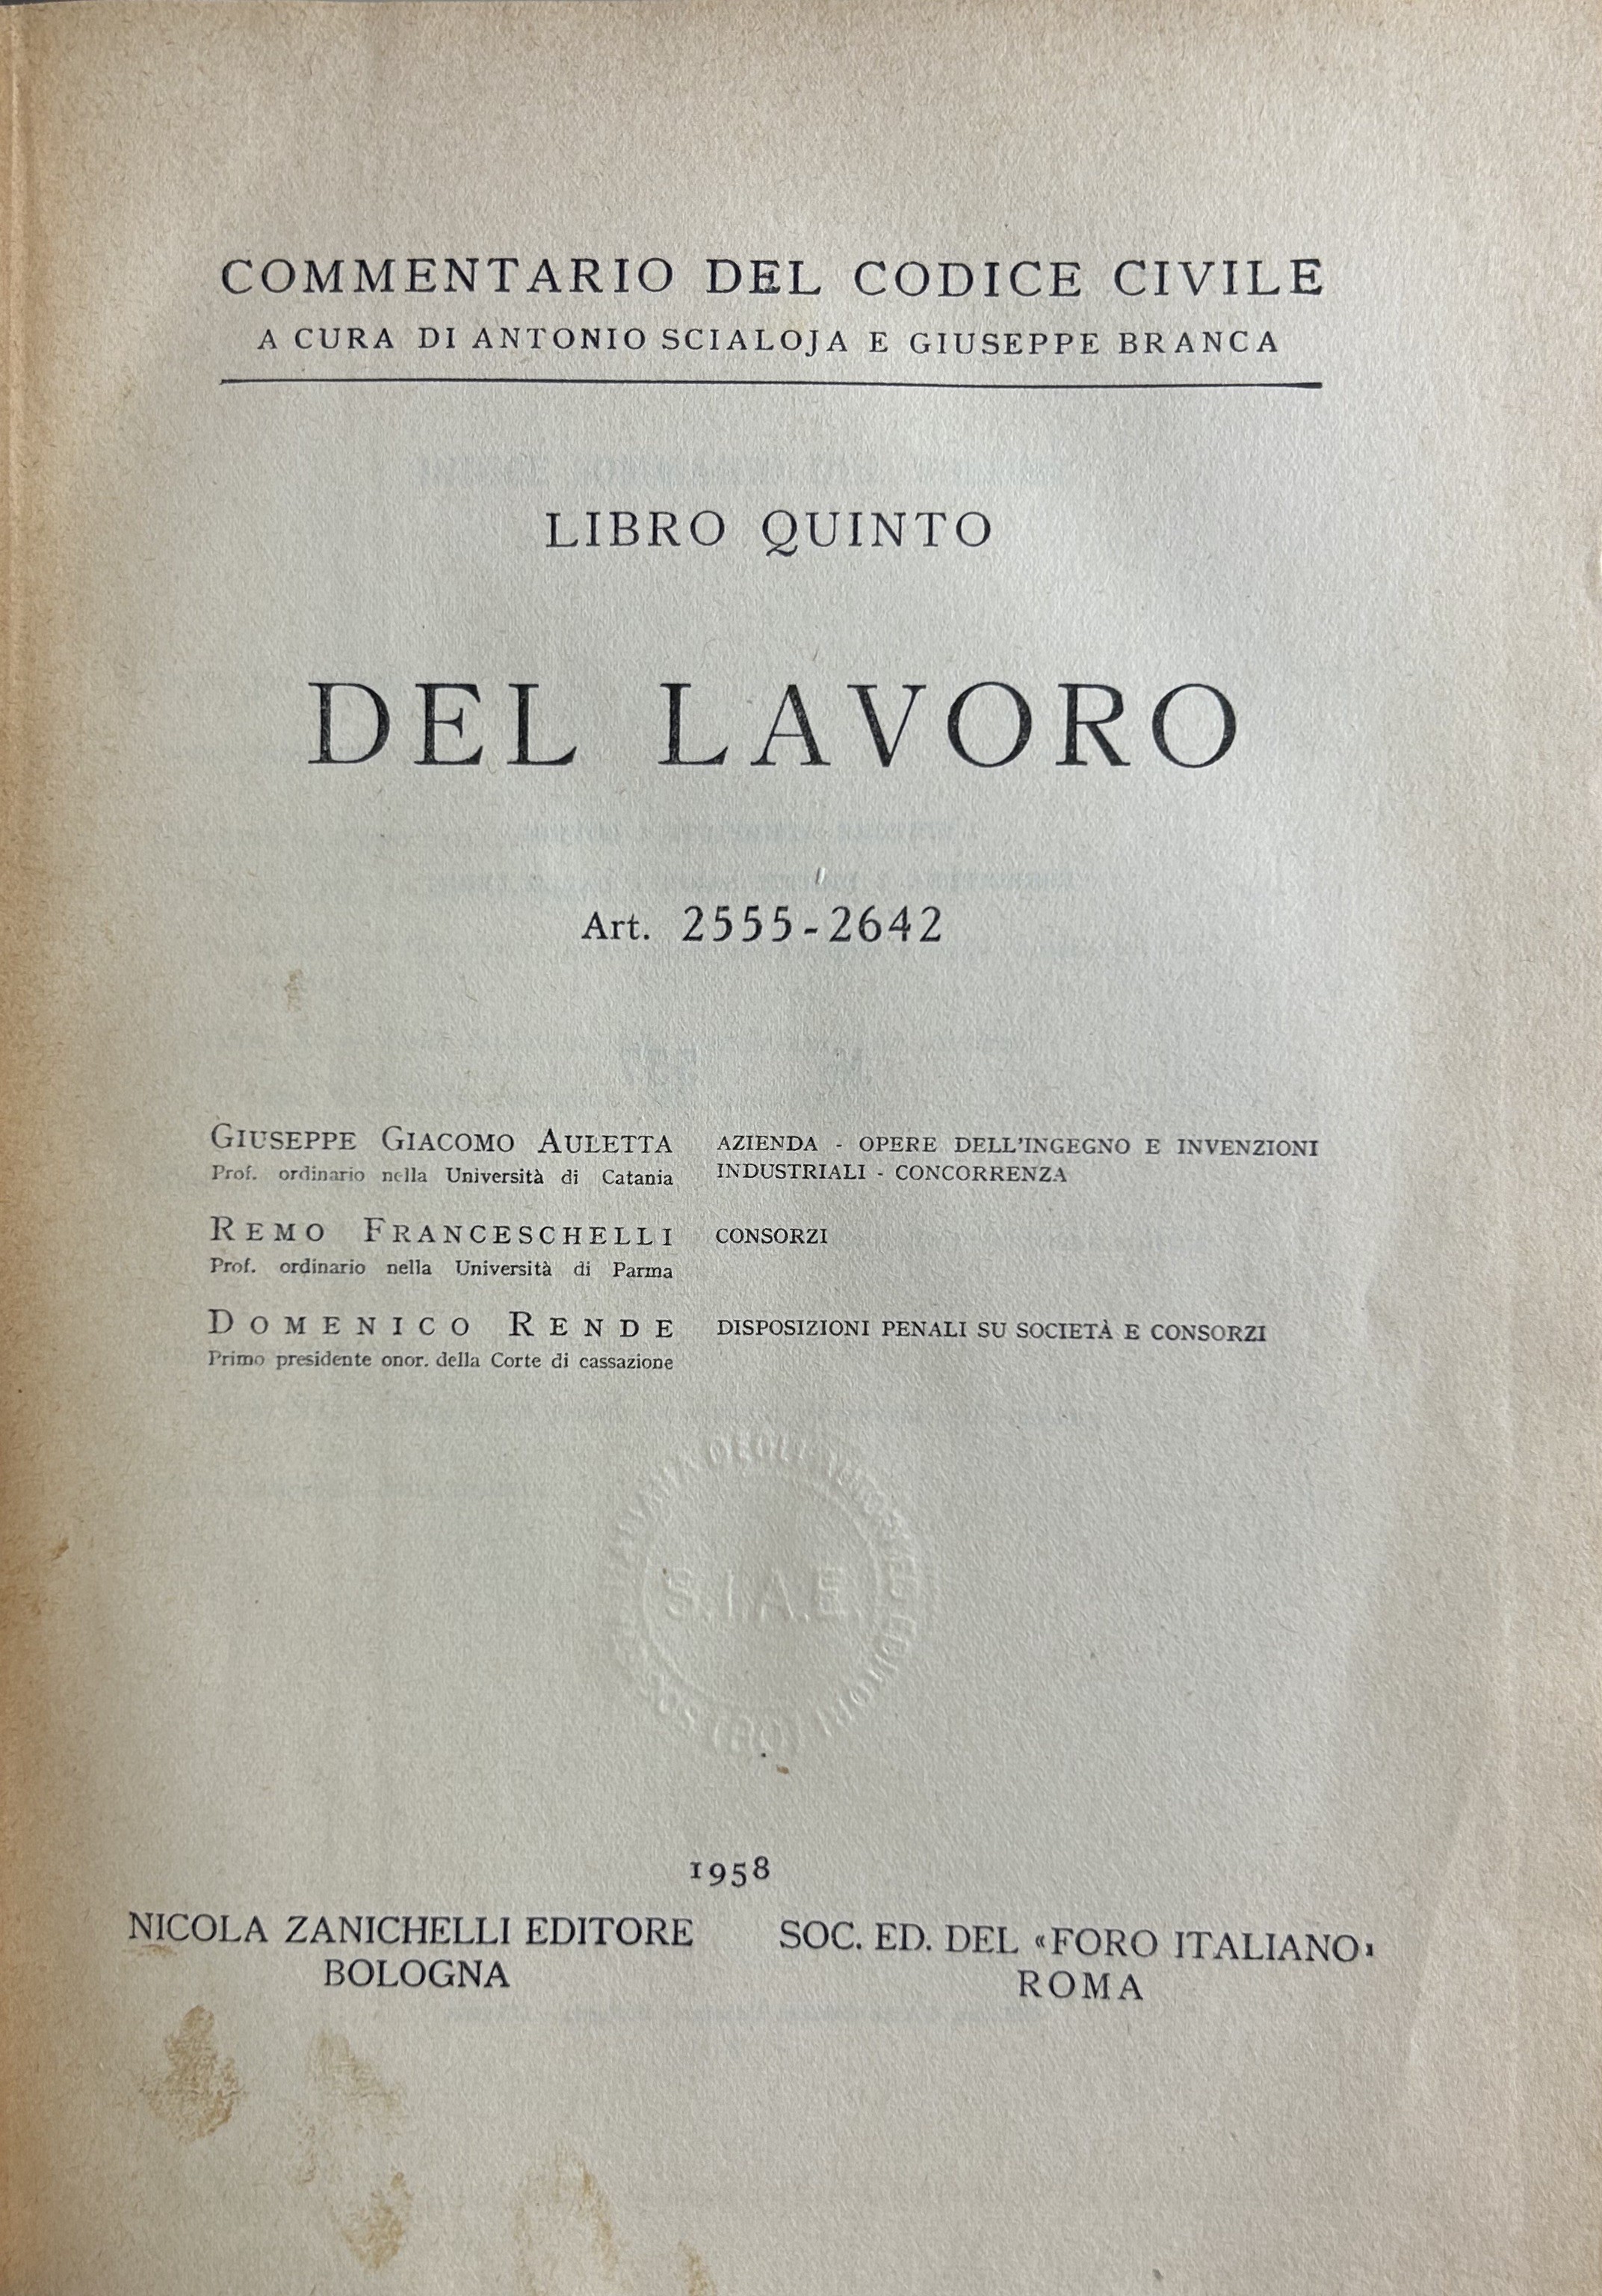 COMMENTARIO DEL CODICE CIVILE
A CURA DI ANTONIO SCIALOJA E GIUSEPPE BRANCA
LIBRO QUINTO
DEL LAVORO
Art. 2555-2642
GIUSEPPE GIACOMO AULETTA
Prof. ordinario nella Università di Catania
AZIENDA - OPERE DELL'INGEGNO E INVENZIONI
INDUSTRIALI - CONCORRENZA
REMO FRANCESCHELLI
Prof. ordinario nella Università di Parma
CONSORZI
DOMENICO RENDE
Primo presidente onor. della Corte di cassazione
DISPOSIZIONI PENALI SU SOCIETÀ E CONSORZI
S.I.A.E.
1958
NICOLA ZANICHELLI EDITORE
BOLOGNA
SOC. ED. DEL «FORO ITALIANO»
ROMA